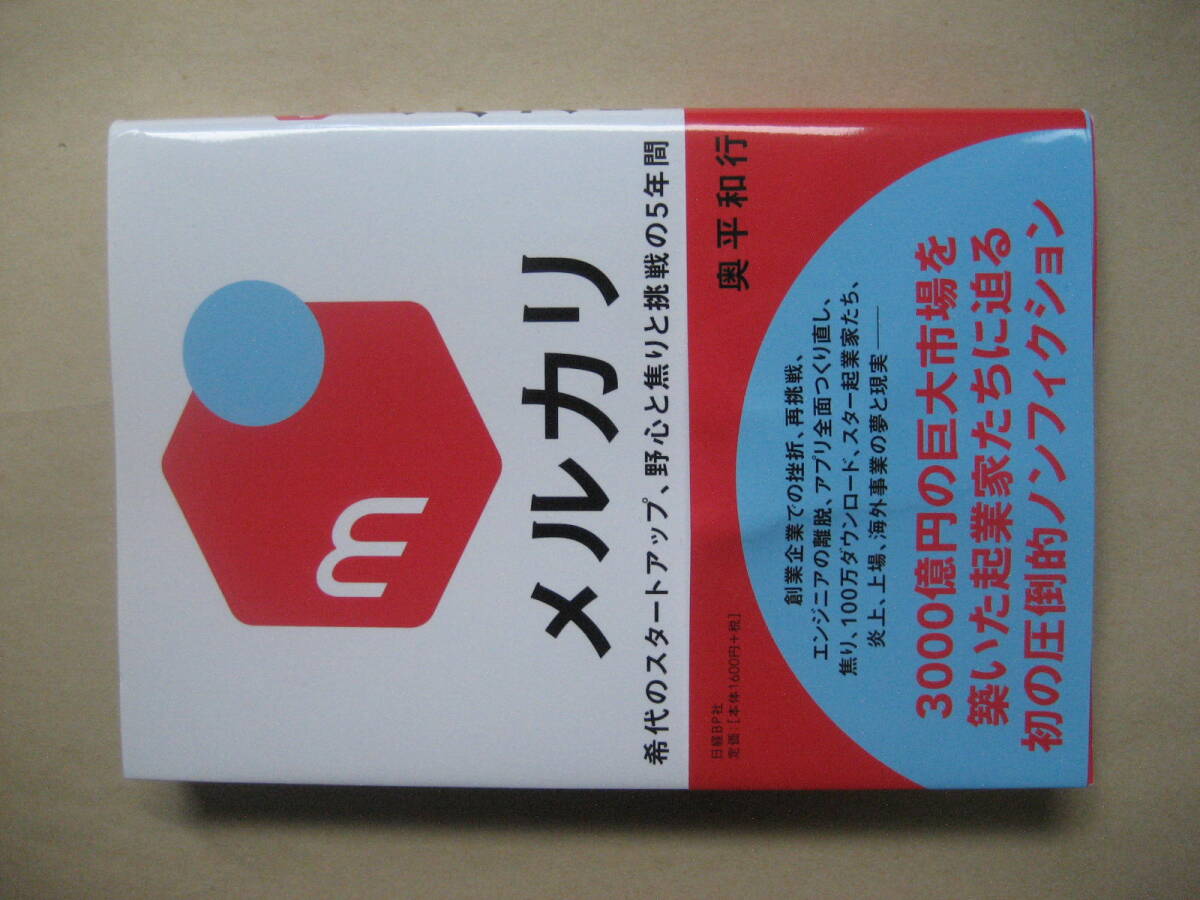 m
メルカリ
希代のスタートアップ、野心と焦りと挑戦の5年間
奥平和行
創業企業での挫折、再挑戦、
エンジニアの離脱、アプリ全面つくり直し、
焦り、100万ダウンロード、スター起業家たち、
炎上、上場、海外事業の夢と現実――
3000億円の巨大市場を
築いた起業家たちに迫る
初の圧倒的ノンフィクション
日経BP社
定価:[本体1600円+税]